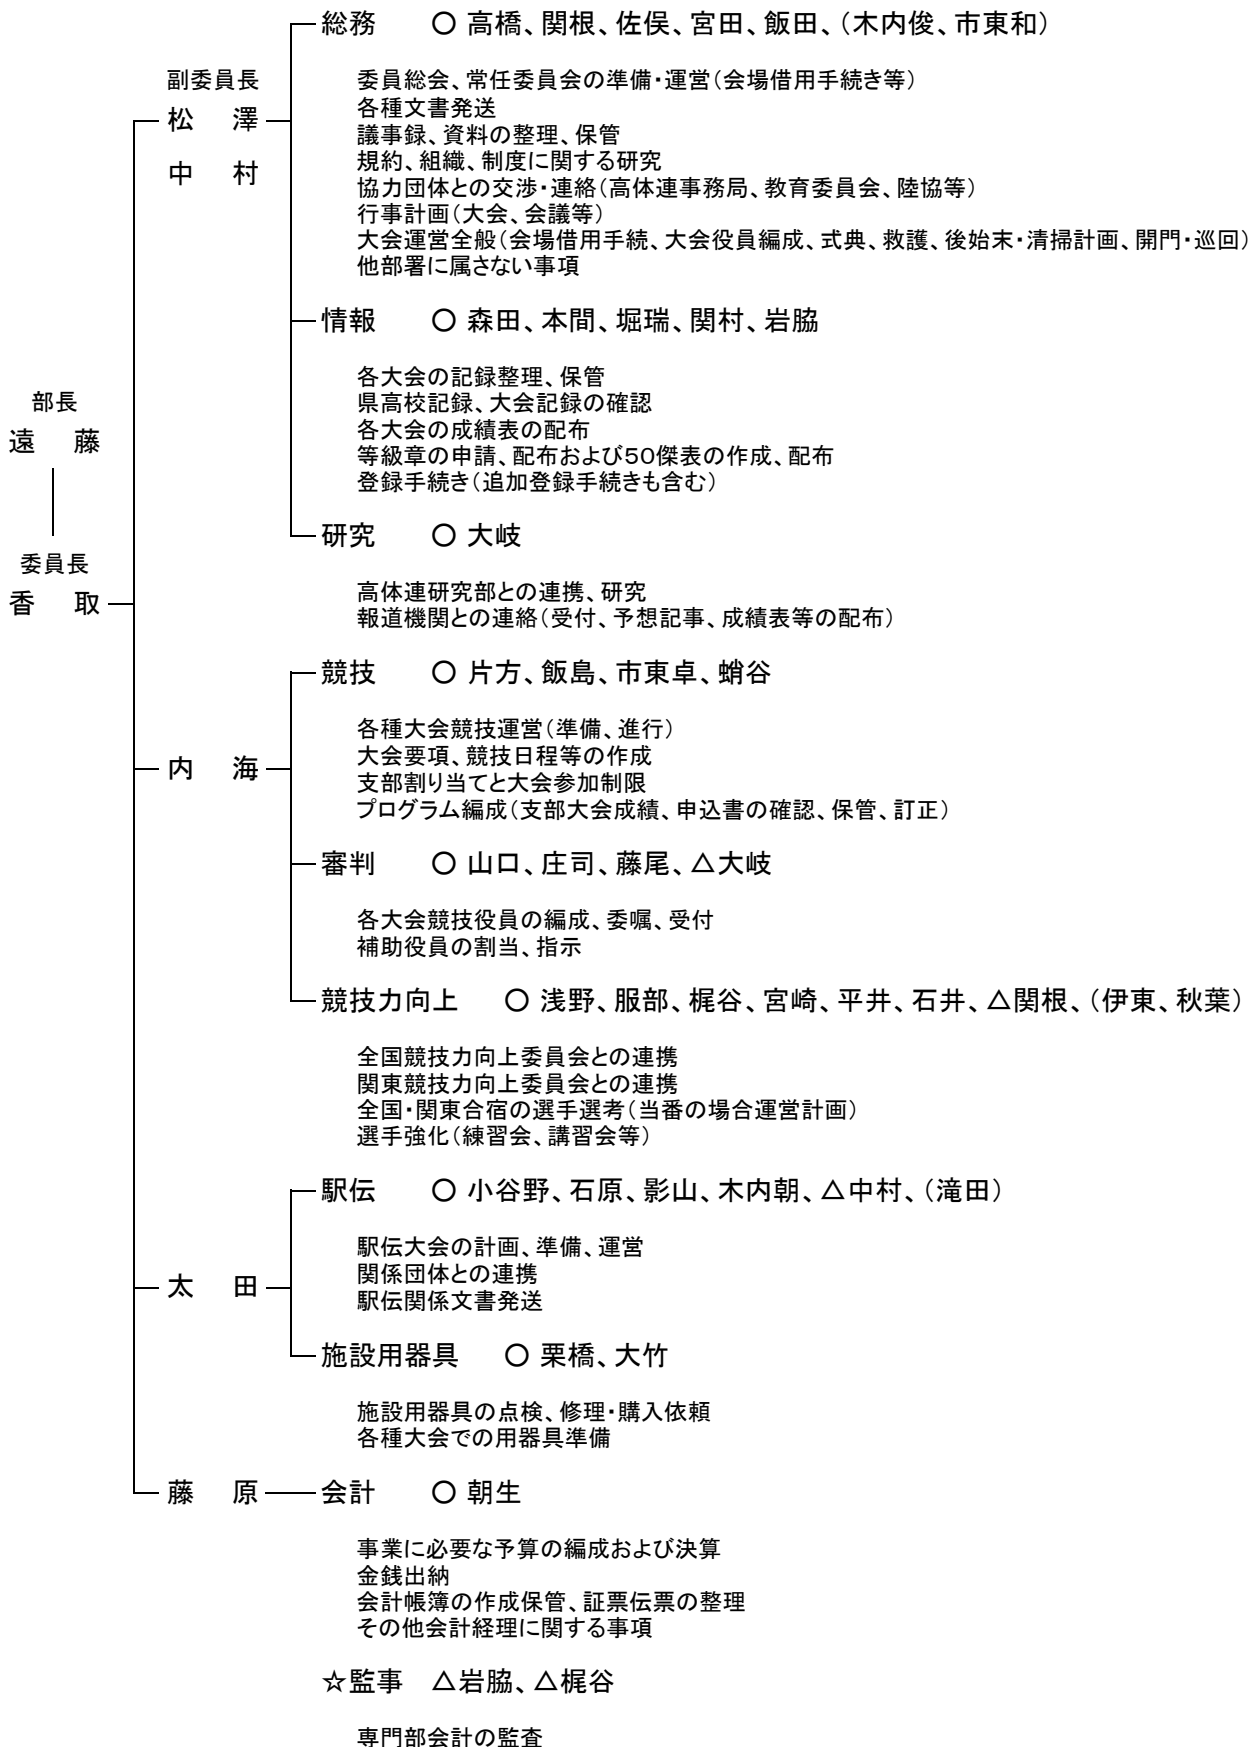 総務 〇 高橋、関根、佐俣、宮田、飯田、（木内俊、市東和）
副委員長
松 澤
中 村
委員総会、常任委員会の準備・運営（会場借用手続き等）
各種文書発送
議事録、資料の整理、保管
規約、組織、制度に関する研究
協力団体との交渉・連絡（高体連事務局、教育委員会、陸協等）
行事計画（大会、会議等）
大会運営全般（会場借用手続、大会役員編成、式典、救護、後始末・清掃計画、開門・巡回）
他部署に属さない事項
情報 〇 森田、本間、堀瑞、関村、岩脇
各大会の記録整理、保管
県高校記録、大会記録の確認
各大会の成績表の配布
等級章の申請、配布および50傑表の作成、配布
登録手続き（追加登録手続きも含む）
部長
遠 藤
委員長
香 取
研究 〇 大岐
高体連研究部との連携、研究
報道機関との連絡（受付、予想記事、成績表等の配布）
内 海
競技 〇 片方、飯島、市東卓、蛸谷
各種大会競技運営（準備、進行）
大会要項、競技日程等の作成
支部割り当てと大会参加制限
プログラム編成（支部大会成績、申込書の確認、保管、訂正）
審判 〇 山口、庄司、藤尾、△大岐
各大会競技役員の編成、委嘱、受付
補助役員の割当、指示
競技力向上 〇 浅野、服部、梶谷、宮崎、平井、石井、△関根、（伊東、秋葉）
全国競技力向上委員会との連携
関東競技力向上委員会との連携
全国・関東合宿の選手選考（当番の場合運営計画）
選手強化（練習会、講習会等）
太 田
駅伝 〇 小谷野、石原、影山、木内朝、△中村、（滝田）
駅伝大会の計画、準備、運営
関係団体との連携
駅伝関係文書発送
施設用器具 〇 栗橋、大竹
施設用器具の点検、修理・購入依頼
各種大会での用器具準備
藤 原 会計 〇 朝生
事業に必要な予算の編成および決算
金銭出納
会計帳簿の作成保管、証票伝票の整理
その他会計経理に関する事項
☆監事 △岩脇、△梶谷
専門部会計の監査